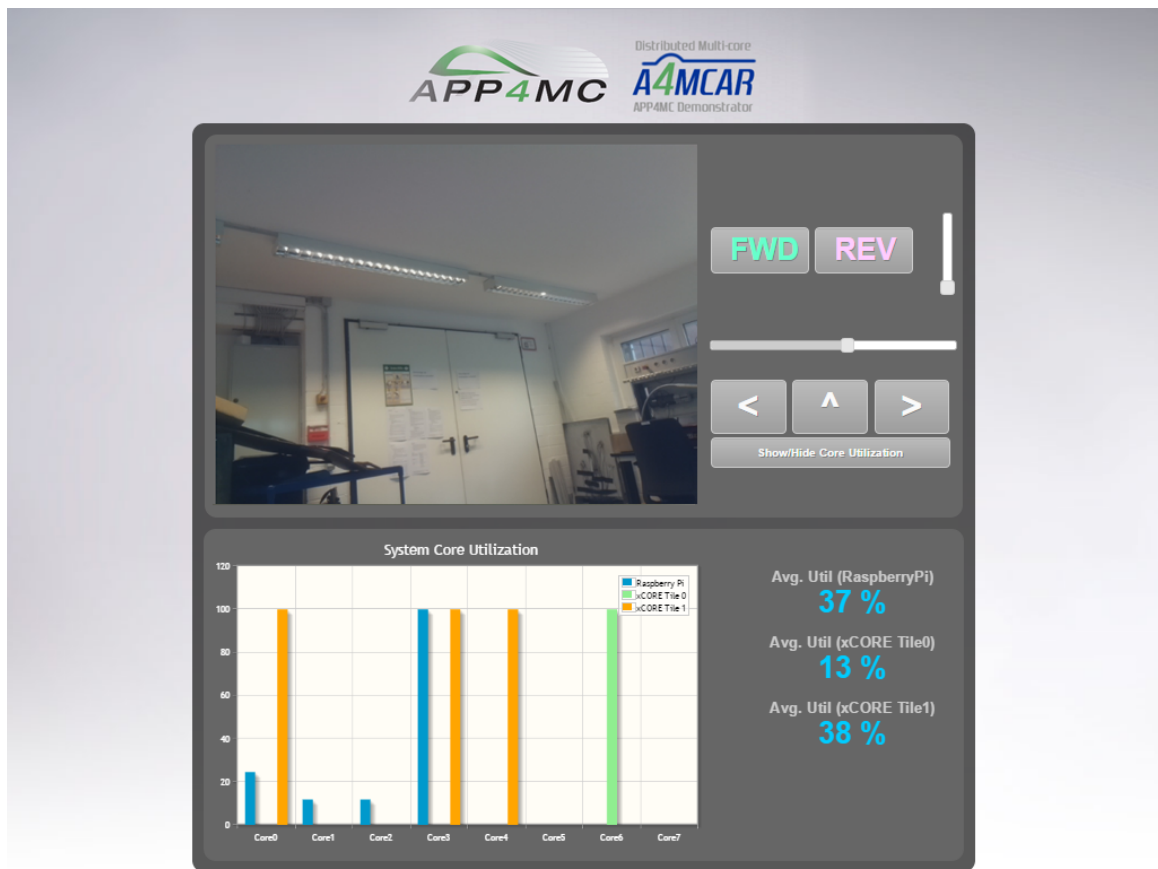 APP4MC
Distributed Multi-core
A4MCAR
APP4MC Demonstrator
FWD
REV
<
^
>
Show/Hide Core Utilization
System Core Utilization
120
100
80
60
40
20
0
Raspberry Pi
xCORE Tile 0
xCORE Tile 1
Core0
Core1
Core2
Core3
Core4
Core5
Core6
Core7
Avg. Util (RaspberryPi)
37 %
Avg. Util (xCORE Tile0)
13 %
Avg. Util (xCORE Tile1)
38 %